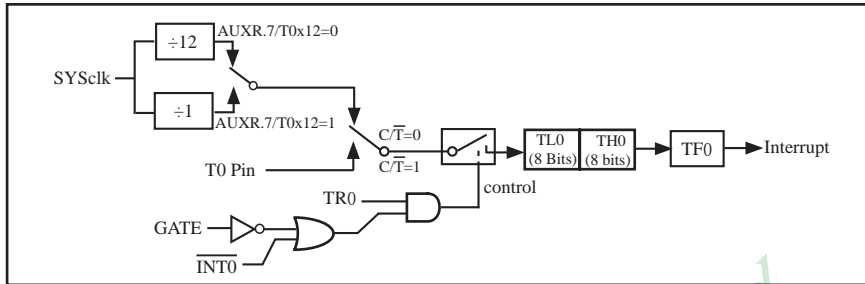 ÷12
AUXR.7/T0x12=0
SYSclk
÷1
AUXR.7/T0x12=1
C/T̅=0
C/T̅=1
T0 Pin
TL0
(8 Bits)
TH0
(8 bits)
TF0
Interrupt
control
TR0
GATE
I̅N̅T̅0̅